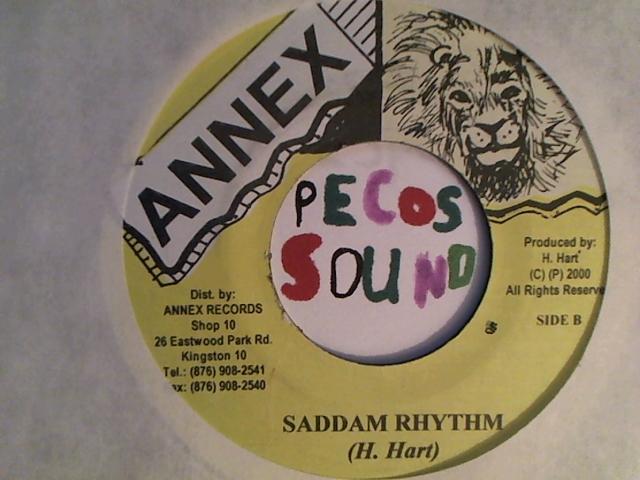 ANNEX
PECOS
SOUND
Produced by:
H. Hart
(C) (P) 2000
All Rights Reserve
SIDE B
Dist. by:
ANNEX RECORDS
Shop 10
26 Eastwood Park Rd.
Kingston 10
Tel.: (876) 908-2541
ax: (876) 908-2540
SADDAM RHYTHM
(H. Hart)